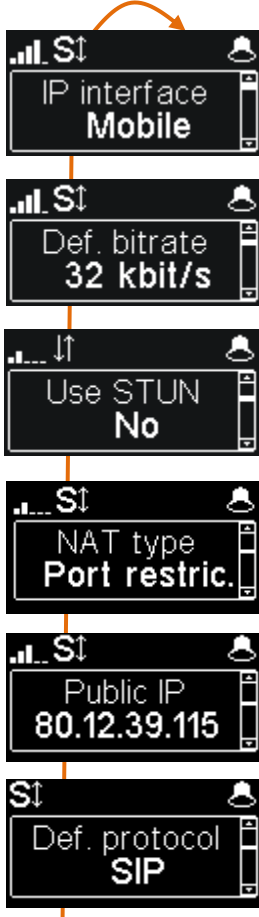 S
IP interface
Mobile
S
Def. bitrate
32 kbit/s
Use STUN
No
S
NAT type
Port restric.
S
Public IP
80.12.39.115
S
Def. protocol
SIP